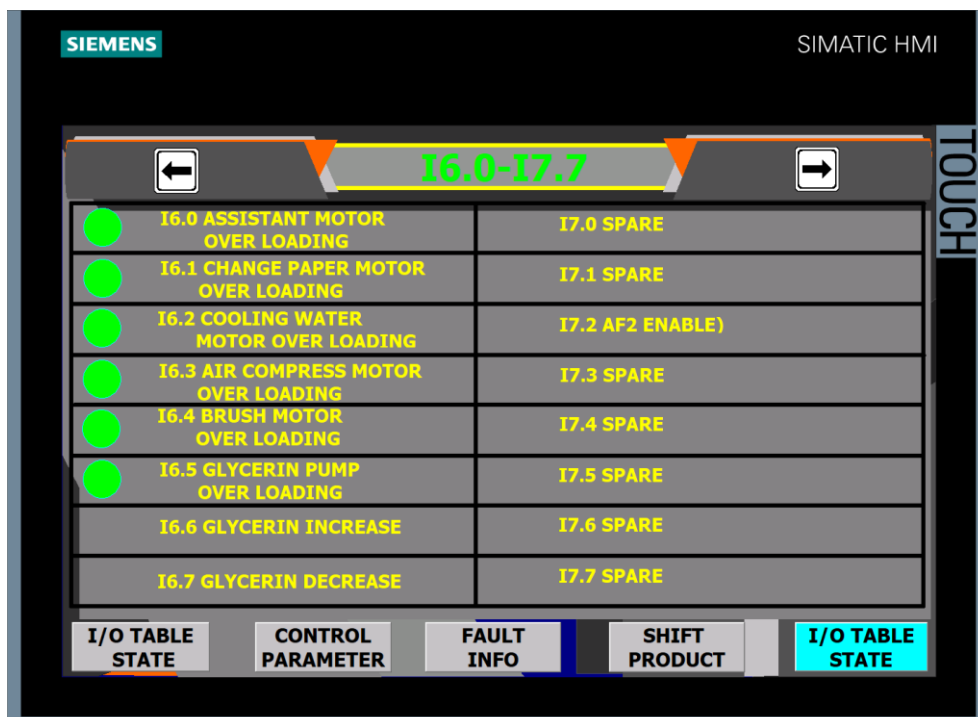 SIEMENS
SIMATIC HMI
TOUCH
I6.0-I7.7
I6.0 ASSISTANT MOTOR
OVER LOADING
I7.0 SPARE
I6.1 CHANGE PAPER MOTOR
OVER LOADING
I7.1 SPARE
I6.2 COOLING WATER
MOTOR OVER LOADING
I7.2 AF2 ENABLE)
I6.3 AIR COMPRESS MOTOR
OVER LOADING
I7.3 SPARE
I6.4 BRUSH MOTOR
OVER LOADING
I7.4 SPARE
I6.5 GLYCERIN PUMP
OVER LOADING
I7.5 SPARE
I6.6 GLYCERIN INCREASE
I7.6 SPARE
I6.7 GLYCERIN DECREASE
I7.7 SPARE
I/O TABLE
STATE
CONTROL
PARAMETER
FAULT
INFO
SHIFT
PRODUCT
I/O TABLE
STATE